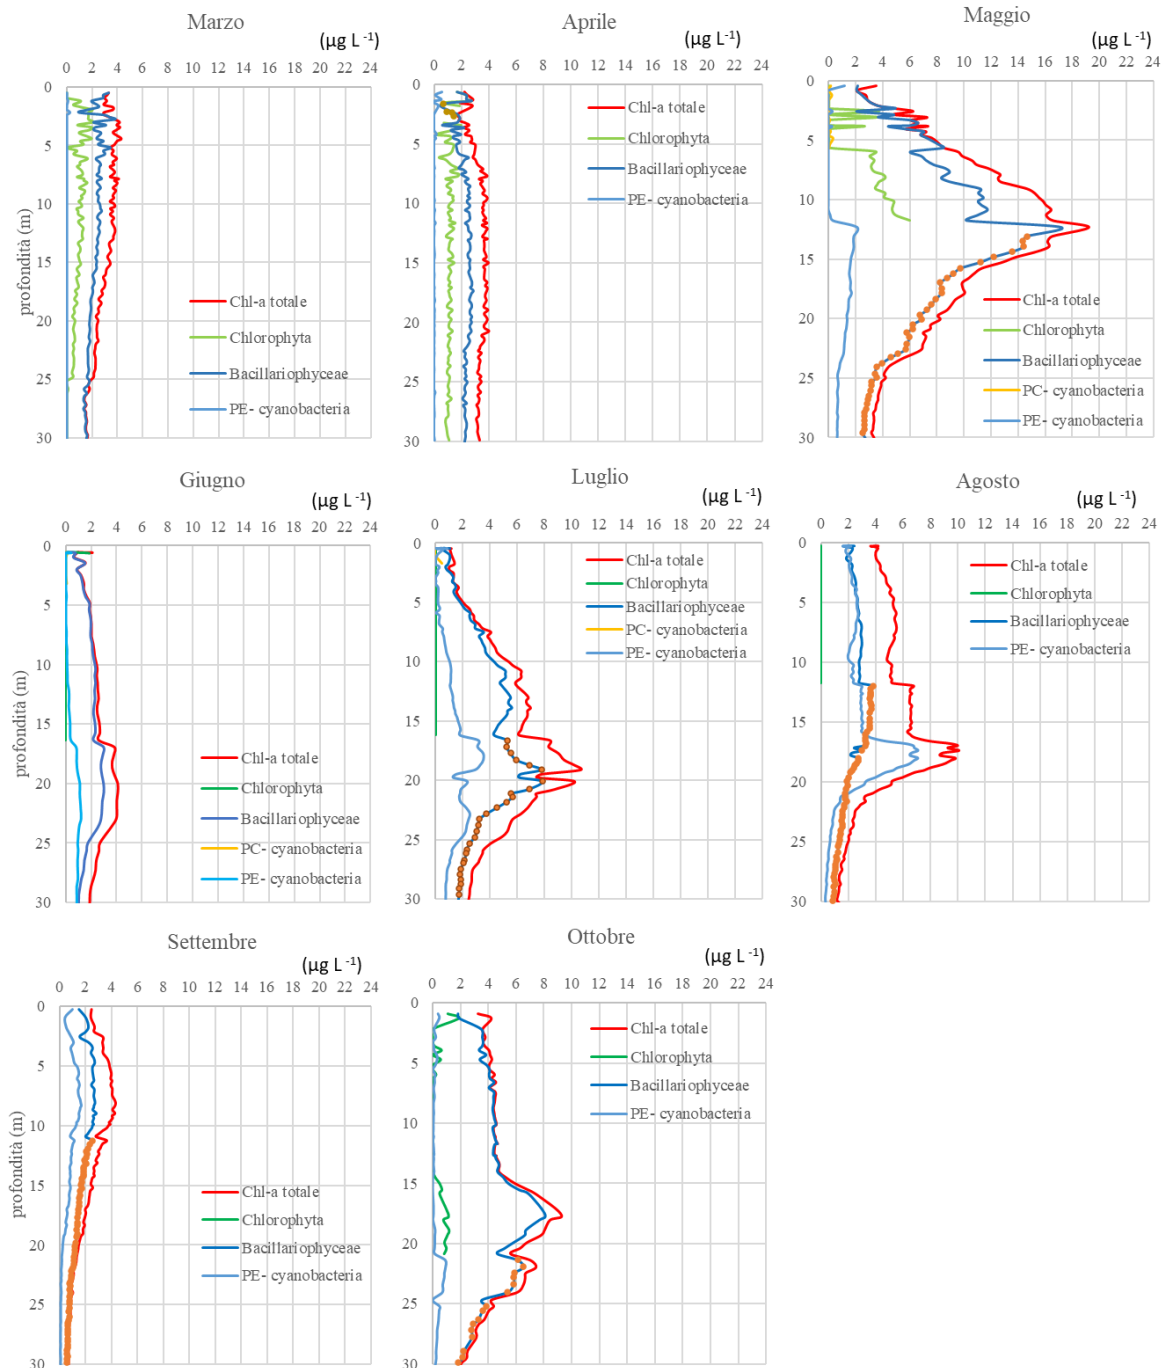 Marzo
(µg L -1)
0 2 4 6 8 10 12 14 16 18 20 22 24
0
5
10
15
20
25
30
profondità (m)
Chl-a totale
Chlorophyta
Bacillariophyceae
PE- cyanobacteria
Aprile
(µg L -1)
0 2 4 6 8 10 12 14 16 18 20 22 24
0
5
10
15
20
25
30
Chl-a totale
Chlorophyta
Bacillariophyceae
PE- cyanobacteria
Maggio
(µg L -1)
0 2 4 6 8 10 12 14 16 18 20 22 24
0
5
10
15
20
25
30
Chl-a totale
Chlorophyta
Bacillariophyceae
PC- cyanobacteria
PE- cyanobacteria
Giugno
(µg L -1)
0 2 4 6 8 10 12 14 16 18 20 22 24
0
5
10
15
20
25
30
profondità (m)
Chl-a totale
Chlorophyta
Bacillariophyceae
PC- cyanobacteria
PE- cyanobacteria
Luglio
(µg L -1)
0 2 4 6 8 10 12 14 16 18 20 22 24
0
5
10
15
20
25
30
Chl-a totale
Chlorophyta
Bacillariophyceae
PC- cyanobacteria
PE- cyanobacteria
Agosto
(µg L -1)
0 2 4 6 8 10 12 14 16 18 20 22 24
0
5
10
15
20
25
30
Chl-a totale
Chlorophyta
Bacillariophyceae
PE- cyanobacteria
Settembre
(µg L -1)
0 2 4 6 8 10 12 14 16 18 20 22 24
0
5
10
15
20
25
30
profondità (m)
Chl-a totale
Chlorophyta
Bacillariophyceae
PE- cyanobacteria
Ottobre
(µg L -1)
0 2 4 6 8 10 12 14 16 18 20 22 24
0
5
10
15
20
25
30
Chl-a totale
Chlorophyta
Bacillariophyceae
PE- cyanobacteria